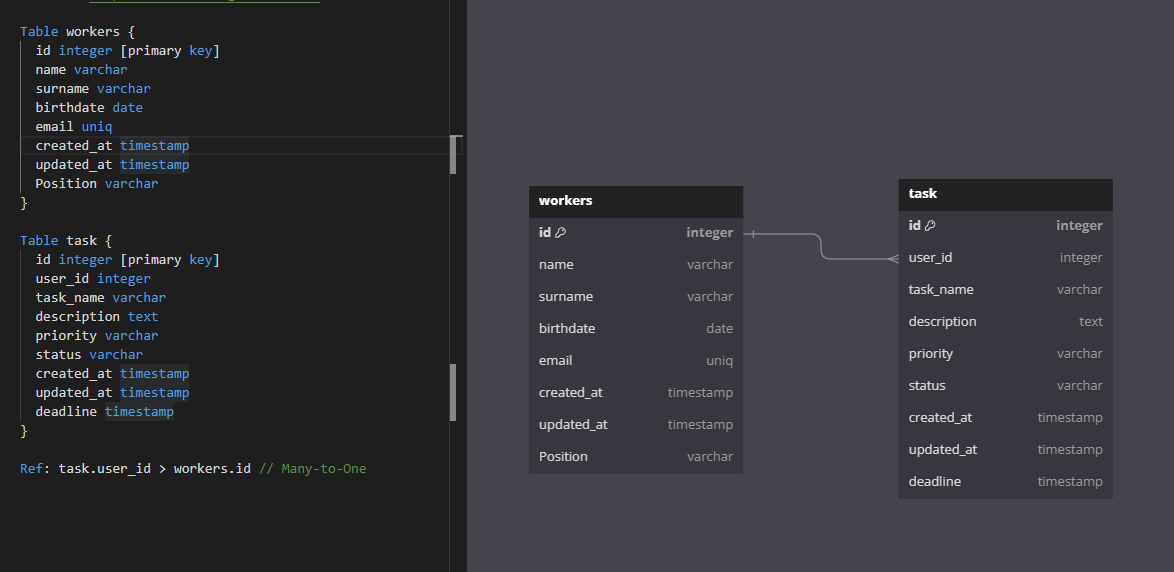 Table workers {
id integer [primary key]
name varchar
surname varchar
birthdate date
email uniq
created_at timestamp
updated_at timestamp
Position varchar
}
Table task {
id integer [primary key]
user_id integer
task_name varchar
description text
priority varchar
status varchar
created_at timestamp
updated_at timestamp
deadline timestamp
}
Ref: task.user_id > workers.id // Many-to-One
workers
id integer
name varchar
surname varchar
birthdate date
email uniq
created_at timestamp
updated_at timestamp
Position varchar
task
id integer
user_id integer
task_name varchar
description text
priority varchar
status varchar
created_at timestamp
updated_at timestamp
deadline timestamp